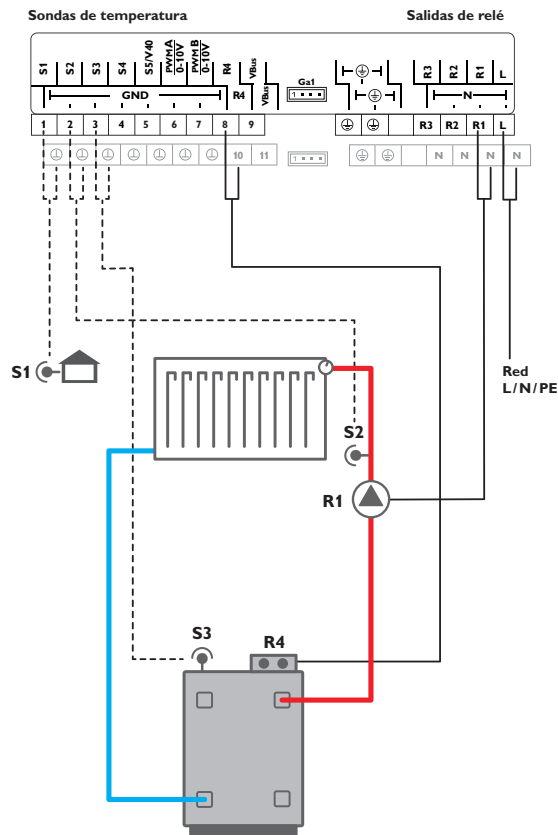 Sondas de temperatura
Salidas de relé
S1 S2 S3 S4 S5/V40 PWM A 0-10V PWM B 0-10V R4 VBus
GND R4 VBus
Ga1
R3 R2 R1 L
N
1 2 3 4 5 6 7 8 9
R3 R2 R1 L
10 11
1
N N N N
S1
S2
Red
L/N/PE
R1
S3
R4